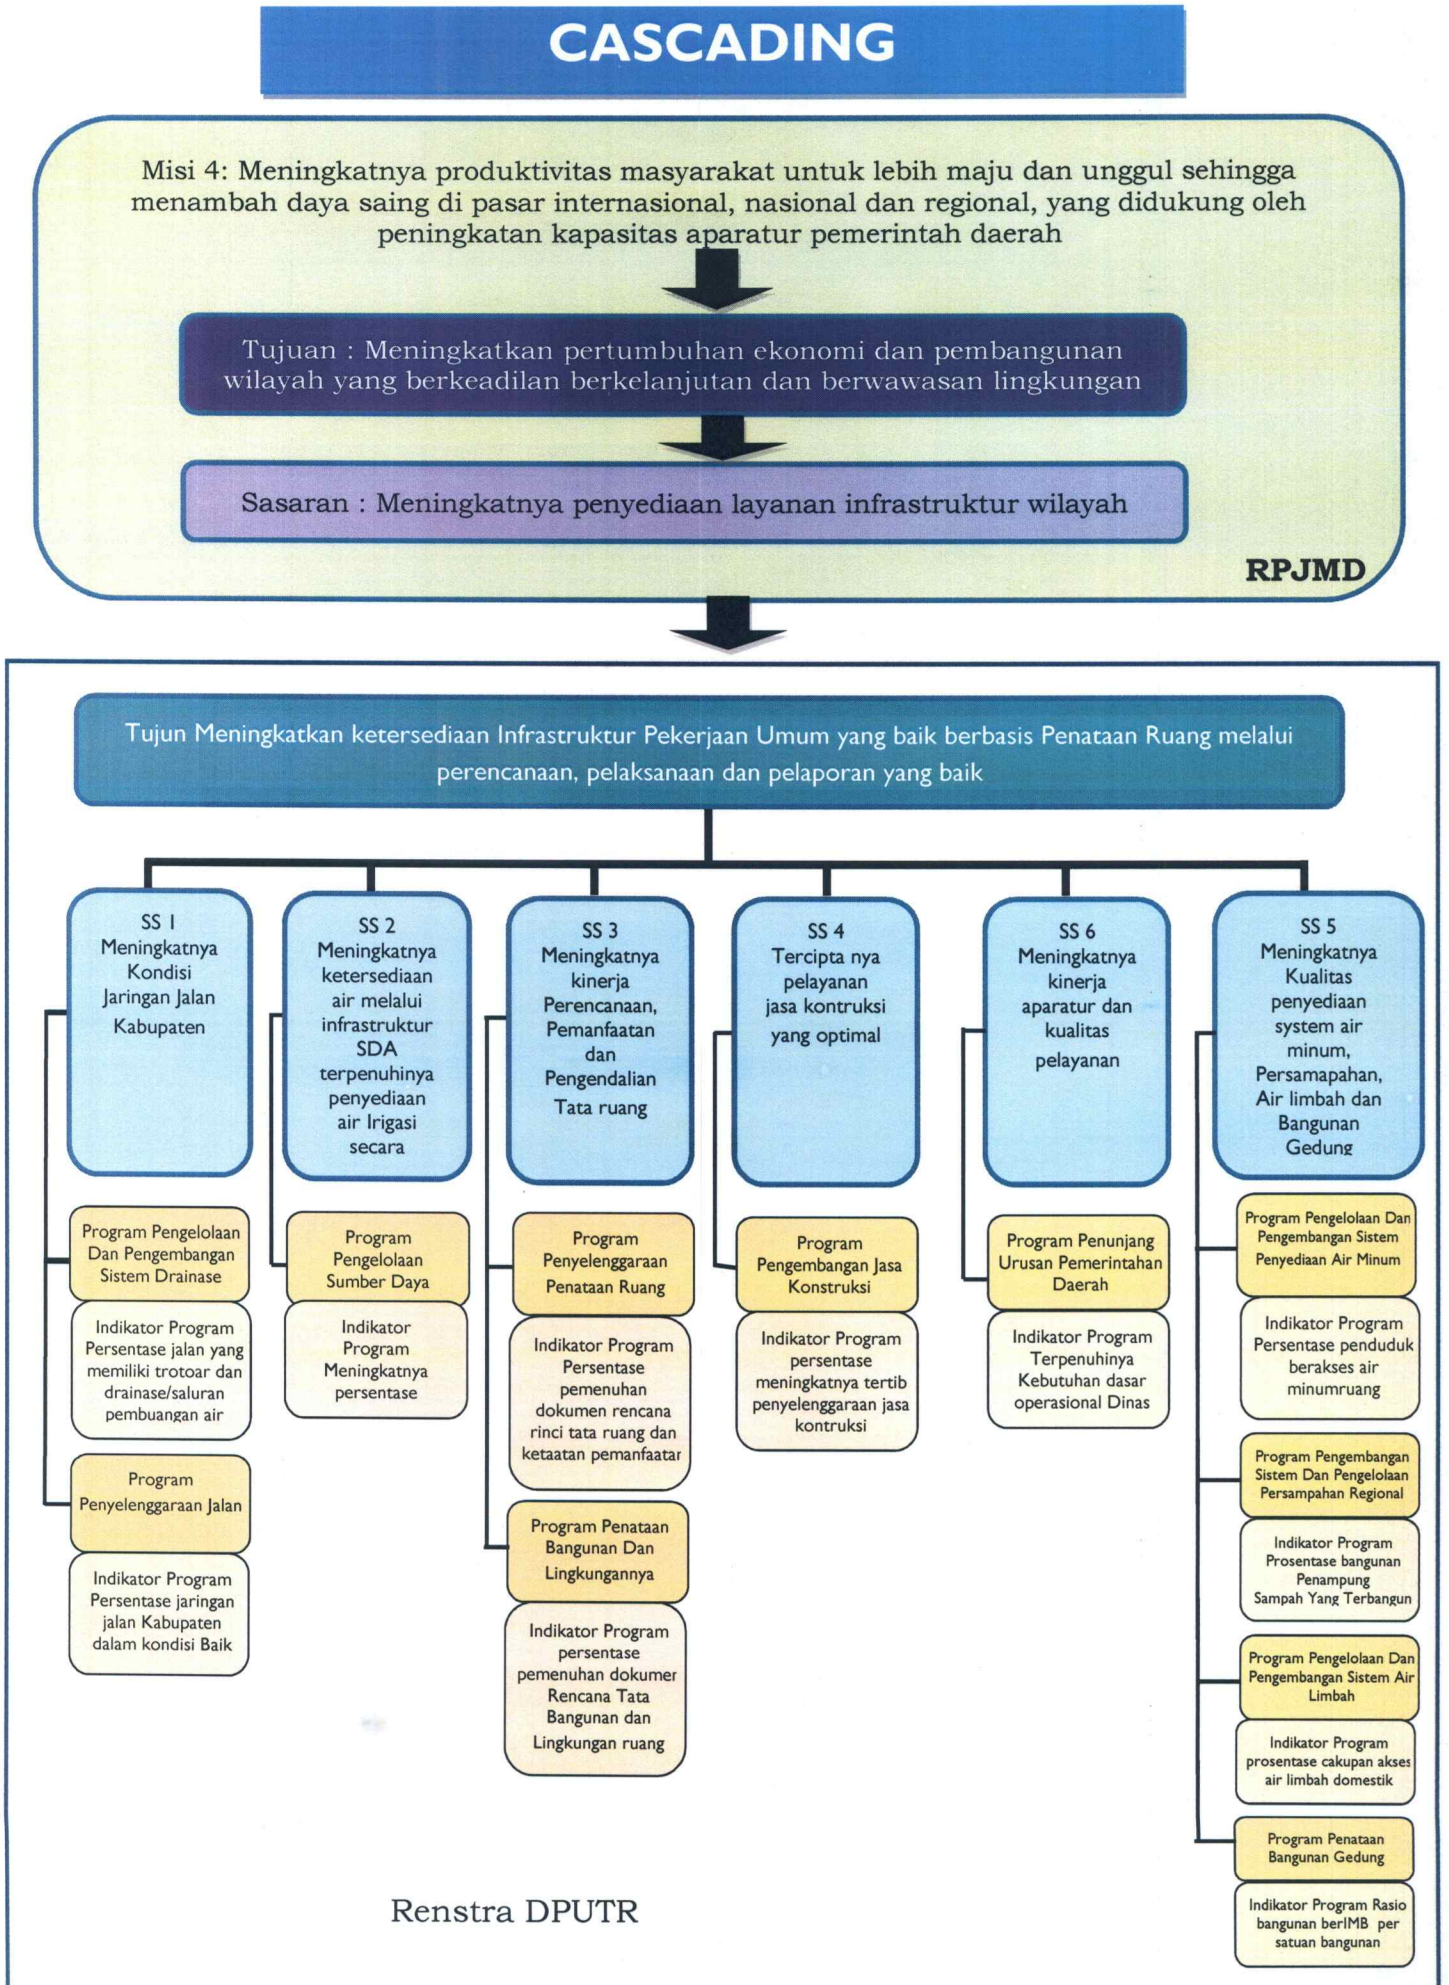 CASCADING
Misi 4: Meningkatnya produktivitas masyarakat untuk lebih maju dan unggul sehingga
menambah daya saing di pasar internasional, nasional dan regional, yang didukung oleh
peningkatan kapasitas aparatur pemerintah daerah
Tujuan : Meningkatkan pertumbuhan ekonomi dan pembangunan
wilayah yang berkeadilan berkelanjutan dan berwawasan lingkungan
Sasaran : Meningkatnya penyediaan layanan infrastruktur wilayah
RPJMD
Tujun Meningkatkan ketersediaan Infrastruktur Pekerjaan Umum yang baik berbasis Penataan Ruang melalui
perencanaan, pelaksanaan dan pelaporan yang baik
SS 1
Meningkatnya
Kondisi
Jaringan Jalan
Kabupaten
Program Pengelolaan
Dan Pengembangan
Sistem Drainase
Indikator Program
Persentase jalan yang
memiliki trotoar dan
drainase/saluran
pembuangan air
Program
Penyelenggaraan Jalan
Indikator Program
Persentase jaringan
jalan Kabupaten
dalam kondisi Baik
SS 2
Meningkatnya
ketersediaan
air melalui
infrastruktur
SDA
terpenuhinya
penyediaan
air Irigasi
secara
Program
Pengelolaan
Sumber Daya
Indikator
Program
Meningkatnya
persentase
SS 3
Meningkatnya
kinerja
Perencanaan,
Pemanfaatan
dan
Pengendalian
Tata ruang
Program
Penyelenggaraan
Penataan Ruang
Indikator Program
Persentase
pemenuhan
dokumen rencana
rinci tata ruang dan
ketaatan pemanfaatar
Program Penataan
Bangunan Dan
Lingkungannya
Indikator Program
persentase
pemenuhan dokumer
Rencana Tata
Bangunan dan
Lingkungan ruang
SS 4
Tercipta nya
pelayanan
jasa kontruksi
yang optimal
Program
Pengembangan Jasa
Konstruksi
Indikator Program
persentase
meningkatnya tertib
penyelenggaraan jasa
kontruksi
SS 6
Meningkatnya
kinerja
aparatur dan
kualitas
pelayanan
Program Penunjang
Urusan Pemerintahan
Daerah
Indikator Program
Terpenuhinya
Kebutuhan dasar
operasional Dinas
SS 5
Meningkatnya
Kualitas
penyediaan
system air
minum,
Persamapahan,
Air limbah dan
Bangunan
Gedung
Program Pengelolaan Dan
Pengembangan Sistem
Penyediaan Air Minum
Indikator Program
Persentase penduduk
berakses air
minumruang
Program Pengembangan
Sistem Dan Pengelolaan
Persampahan Regional
Indikator Program
Prosentase bangunan
Penampung
Sampah Yang Terbangun
Program Pengelolaan Dan
Pengembangan Sistem Air
Limbah
Indikator Program
prosentase cakupan akses
air limbah domestik
Program Penataan
Bangunan Gedung
Indikator Program Rasio
bangunan berIMB per
satuan bangunan
Renstra DPUTR